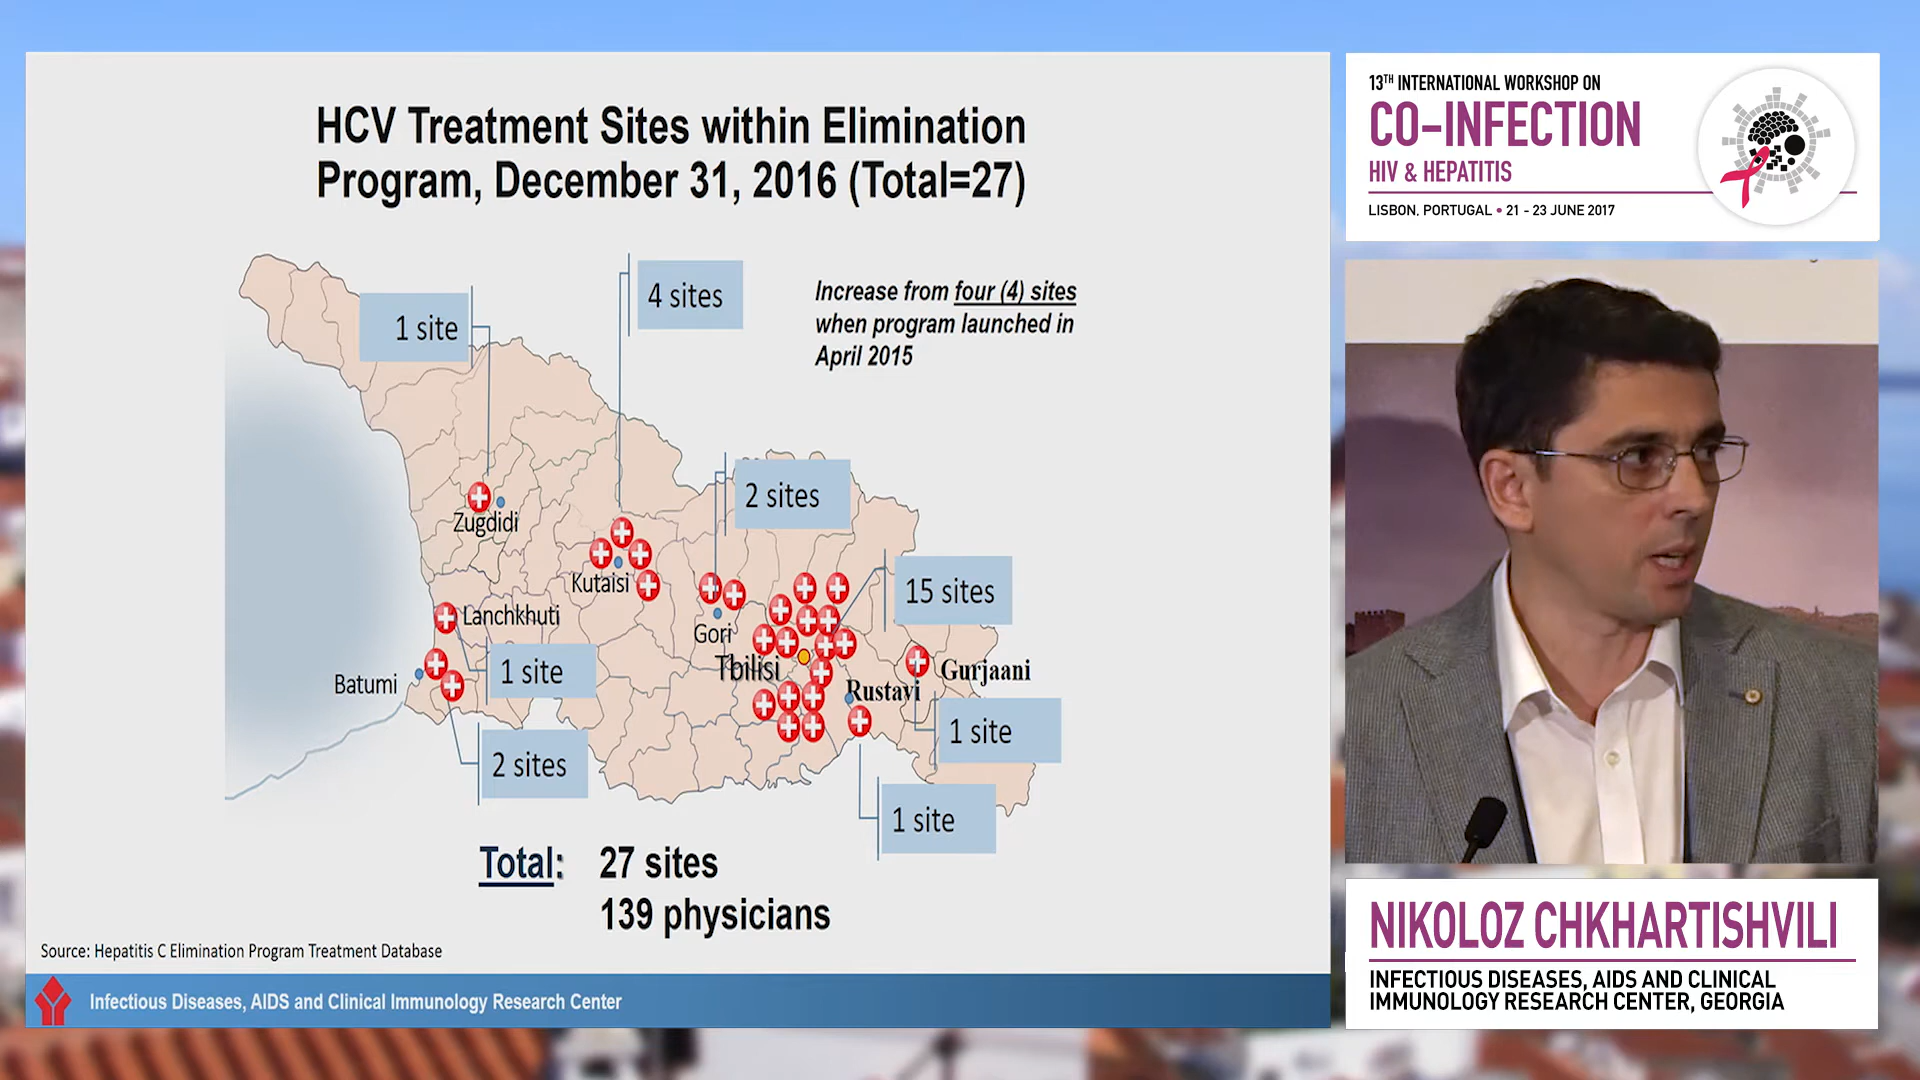 HCV Treatment Sites within Elimination
Program, December 31, 2016 (Total=27)
1 site
4 sites
Increase from four (4) sites
when program launched in
April 2015
2 sites
Zugdidi
Kutaisi
15 sites
Lanchkhuti
Gori
1 site
Tbilisi
Gurjaani
Batumi
Rustavi
1 site
2 sites
1 site
Total: 27 sites
139 physicians
Source: Hepatitis C Elimination Program Treatment Database
Infectious Diseases, AIDS and Clinical Immunology Research Center
13TH INTERNATIONAL WORKSHOP ON
CO-INFECTION
HIV & HEPATITIS
LISBON, PORTUGAL • 21 - 23 JUNE 2017
NIKOLOZ CHKHARTISHVILI
INFECTIOUS DISEASES, AIDS AND CLINICAL
IMMUNOLOGY RESEARCH CENTER, GEORGIA